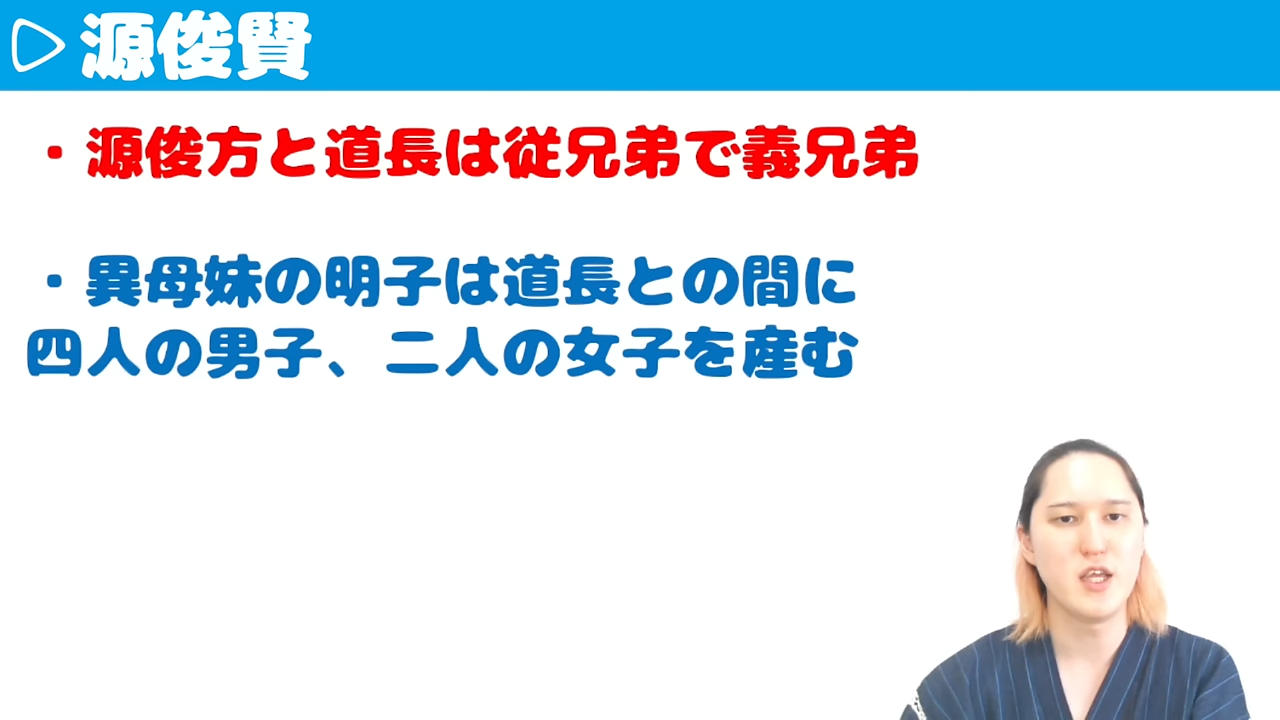 源俊賢
・源俊方と道長は従兄弟で義兄弟
・異母妹の明子は道長との間に
四人の男子、二人の女子を産む